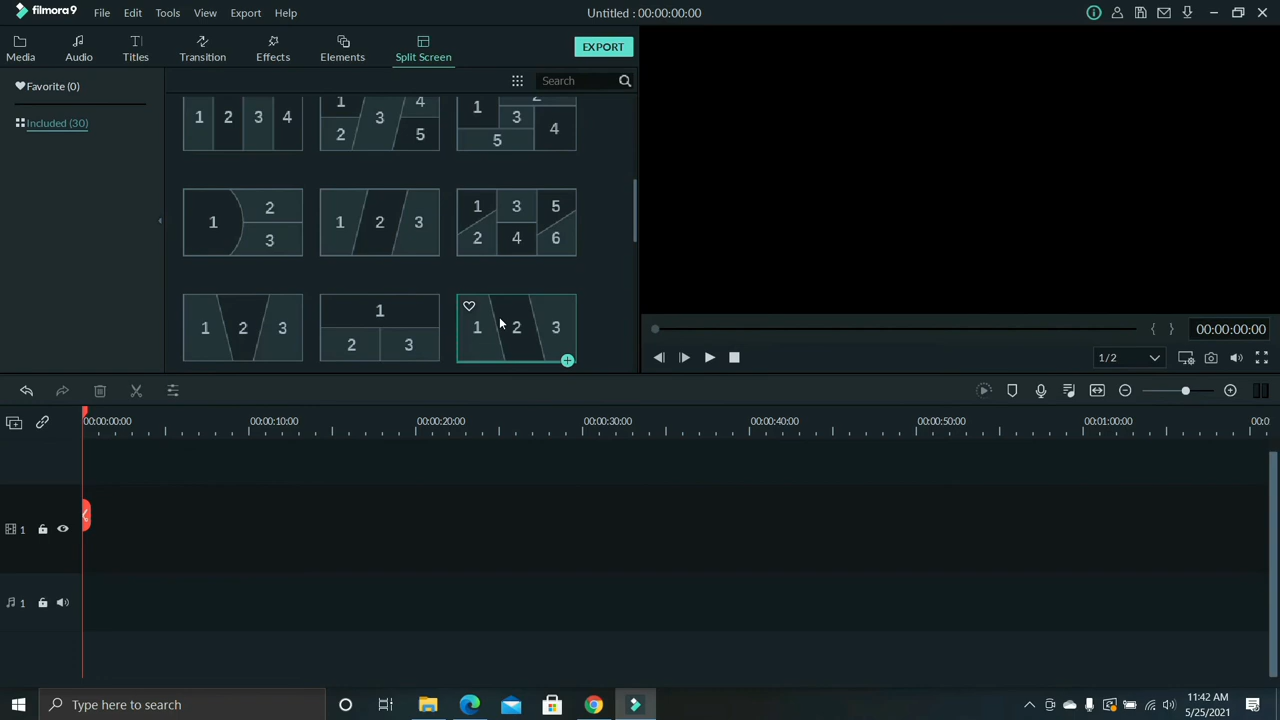 filmora9 File Edit Tools View Export Help Untitled : 00:00:00:00
Media Audio Titles Transition Effects Elements Split Screen EXPORT
Favorite (0) Search
Included (30)
1 2 3 4
1 2 3 4 5
1 2 3 4 5
1 2 3
1 2 3
1 2 3 4 5 6
1 2 3
1 2 3
1 2 3
00:00:00:00
1/2
00:00:00:00 00:00:10:00 00:00:20:00 00:00:30:00 00:00:40:00 00:00:50:00 00:01:00:00 00:0
1
1
Type here to search
11:42 AM
5/25/2021